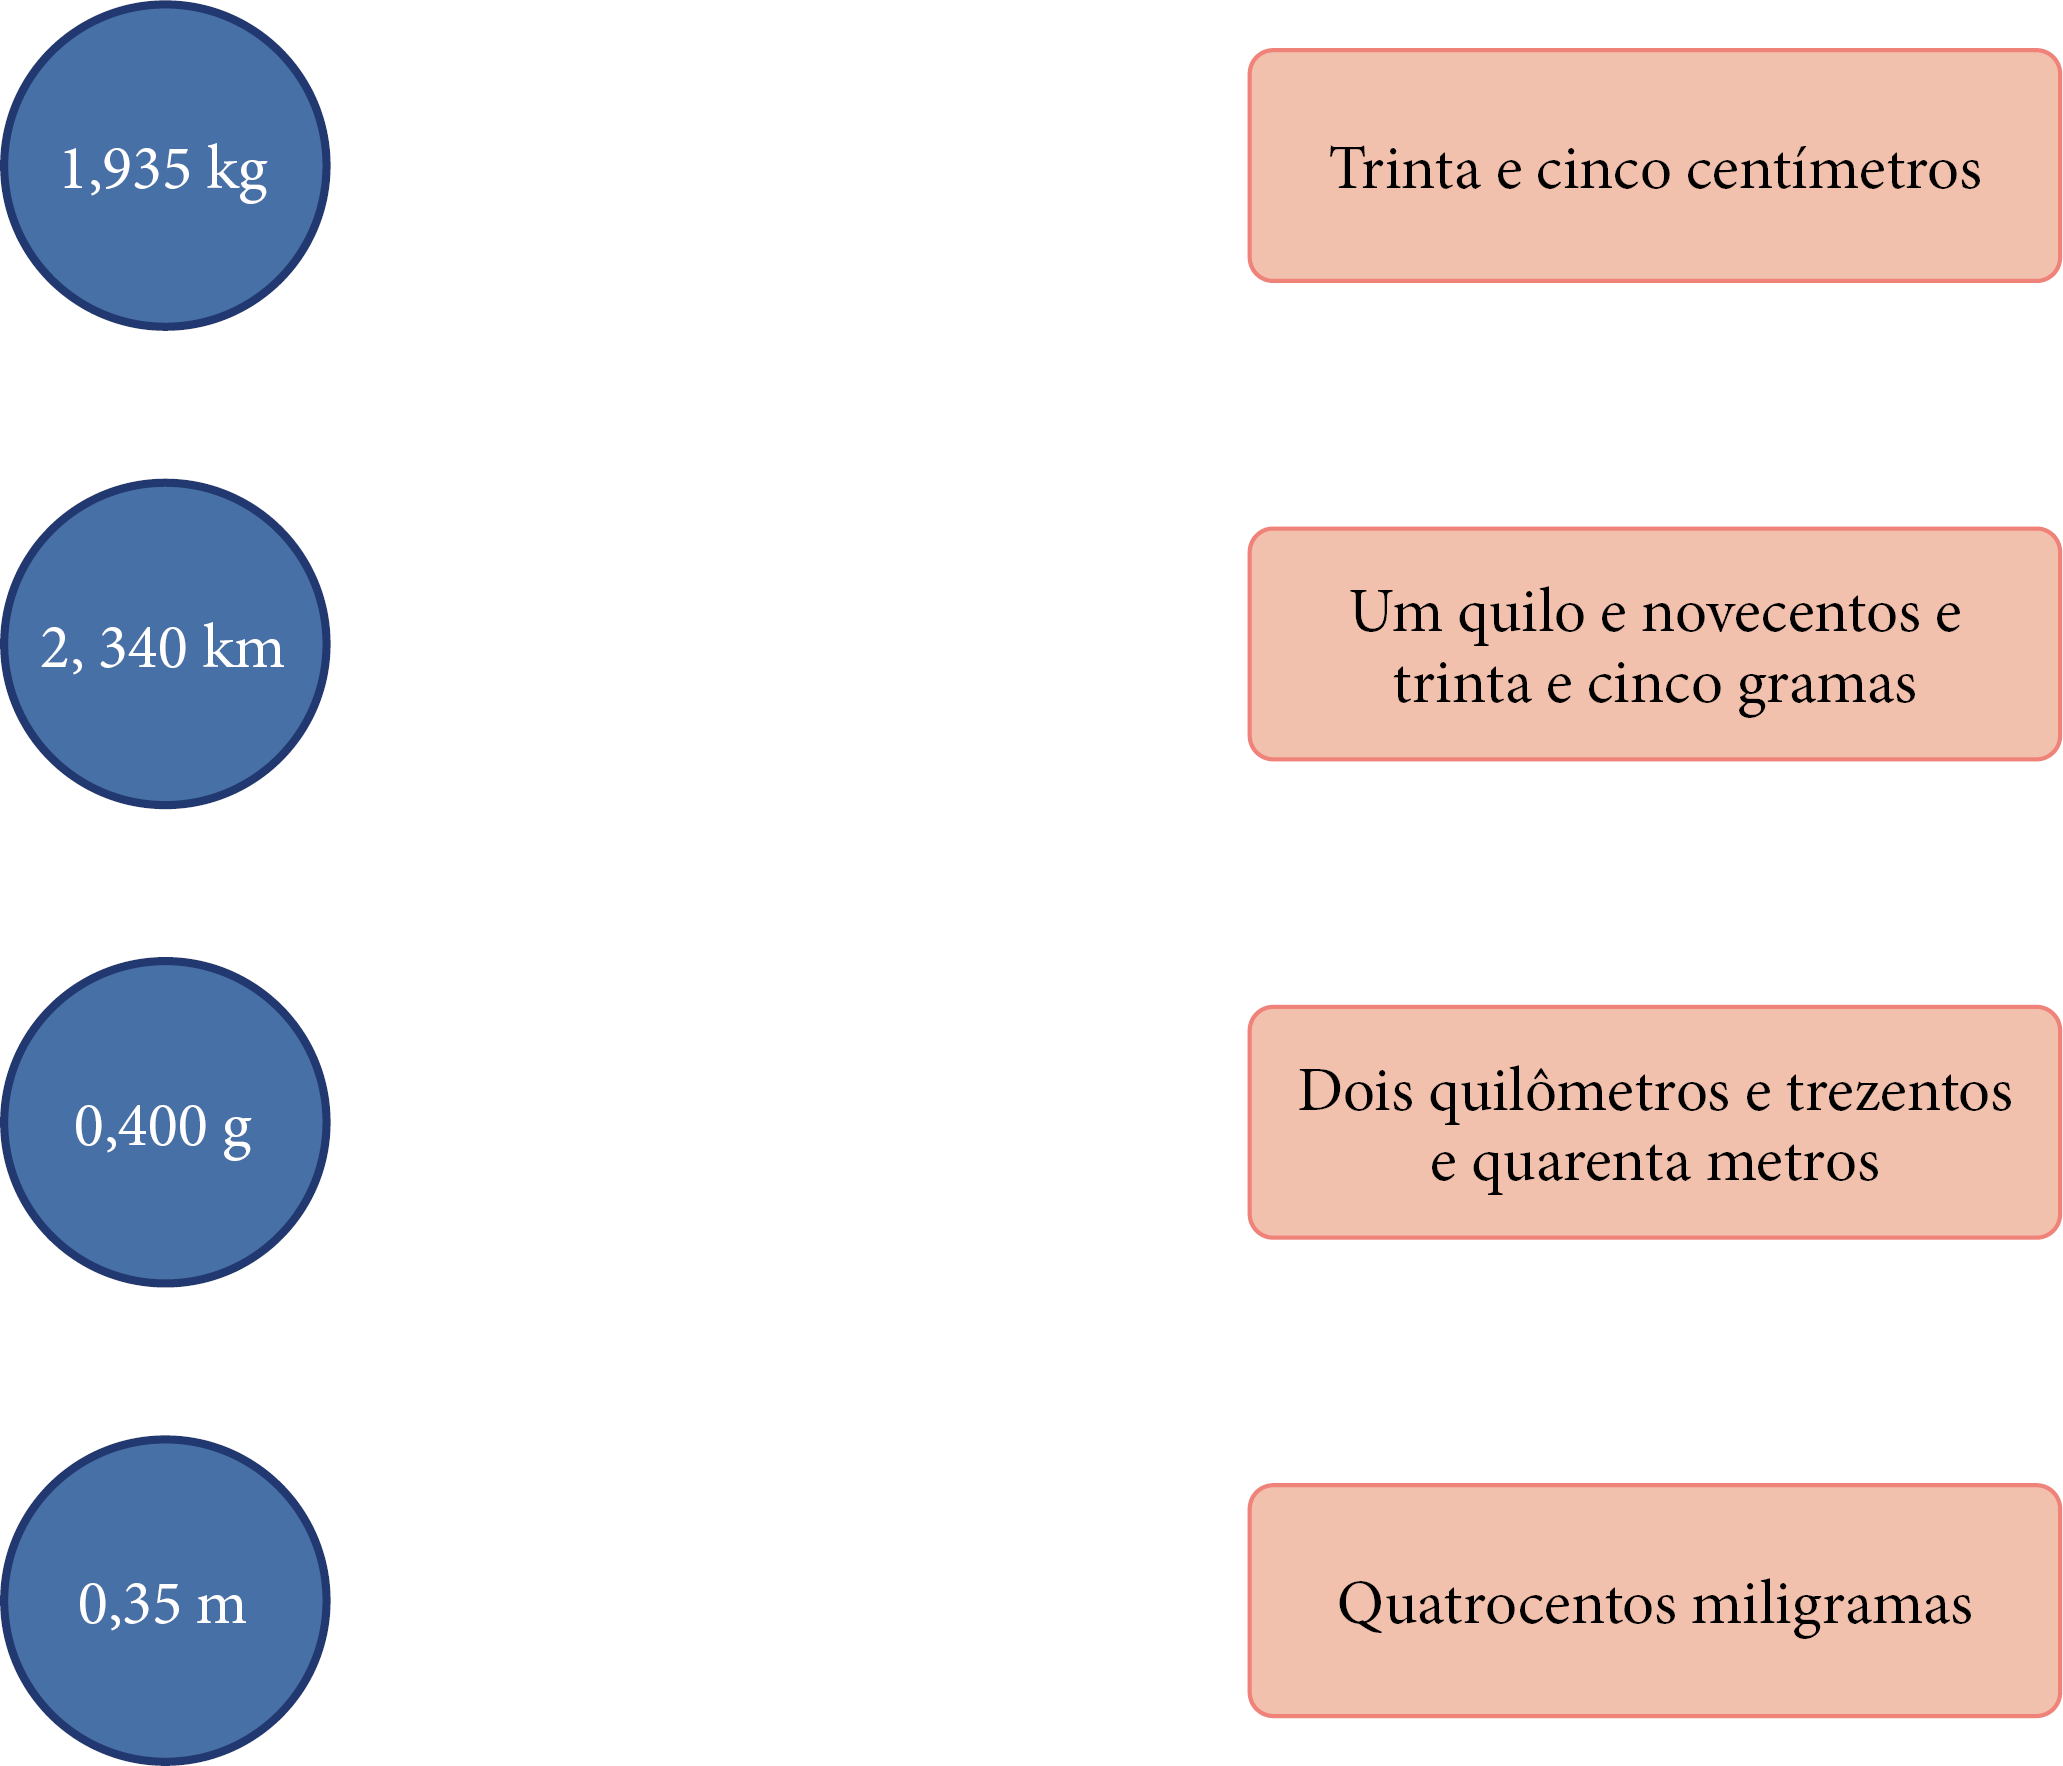 1,935 kg
Trinta e cinco centímetros
2, 340 km
Um quilo e novecentos e
trinta e cinco gramas
0,400 g
Dois quilômetros e trezentos
e quarenta metros
0,35 m
Quatrocentos miligramas